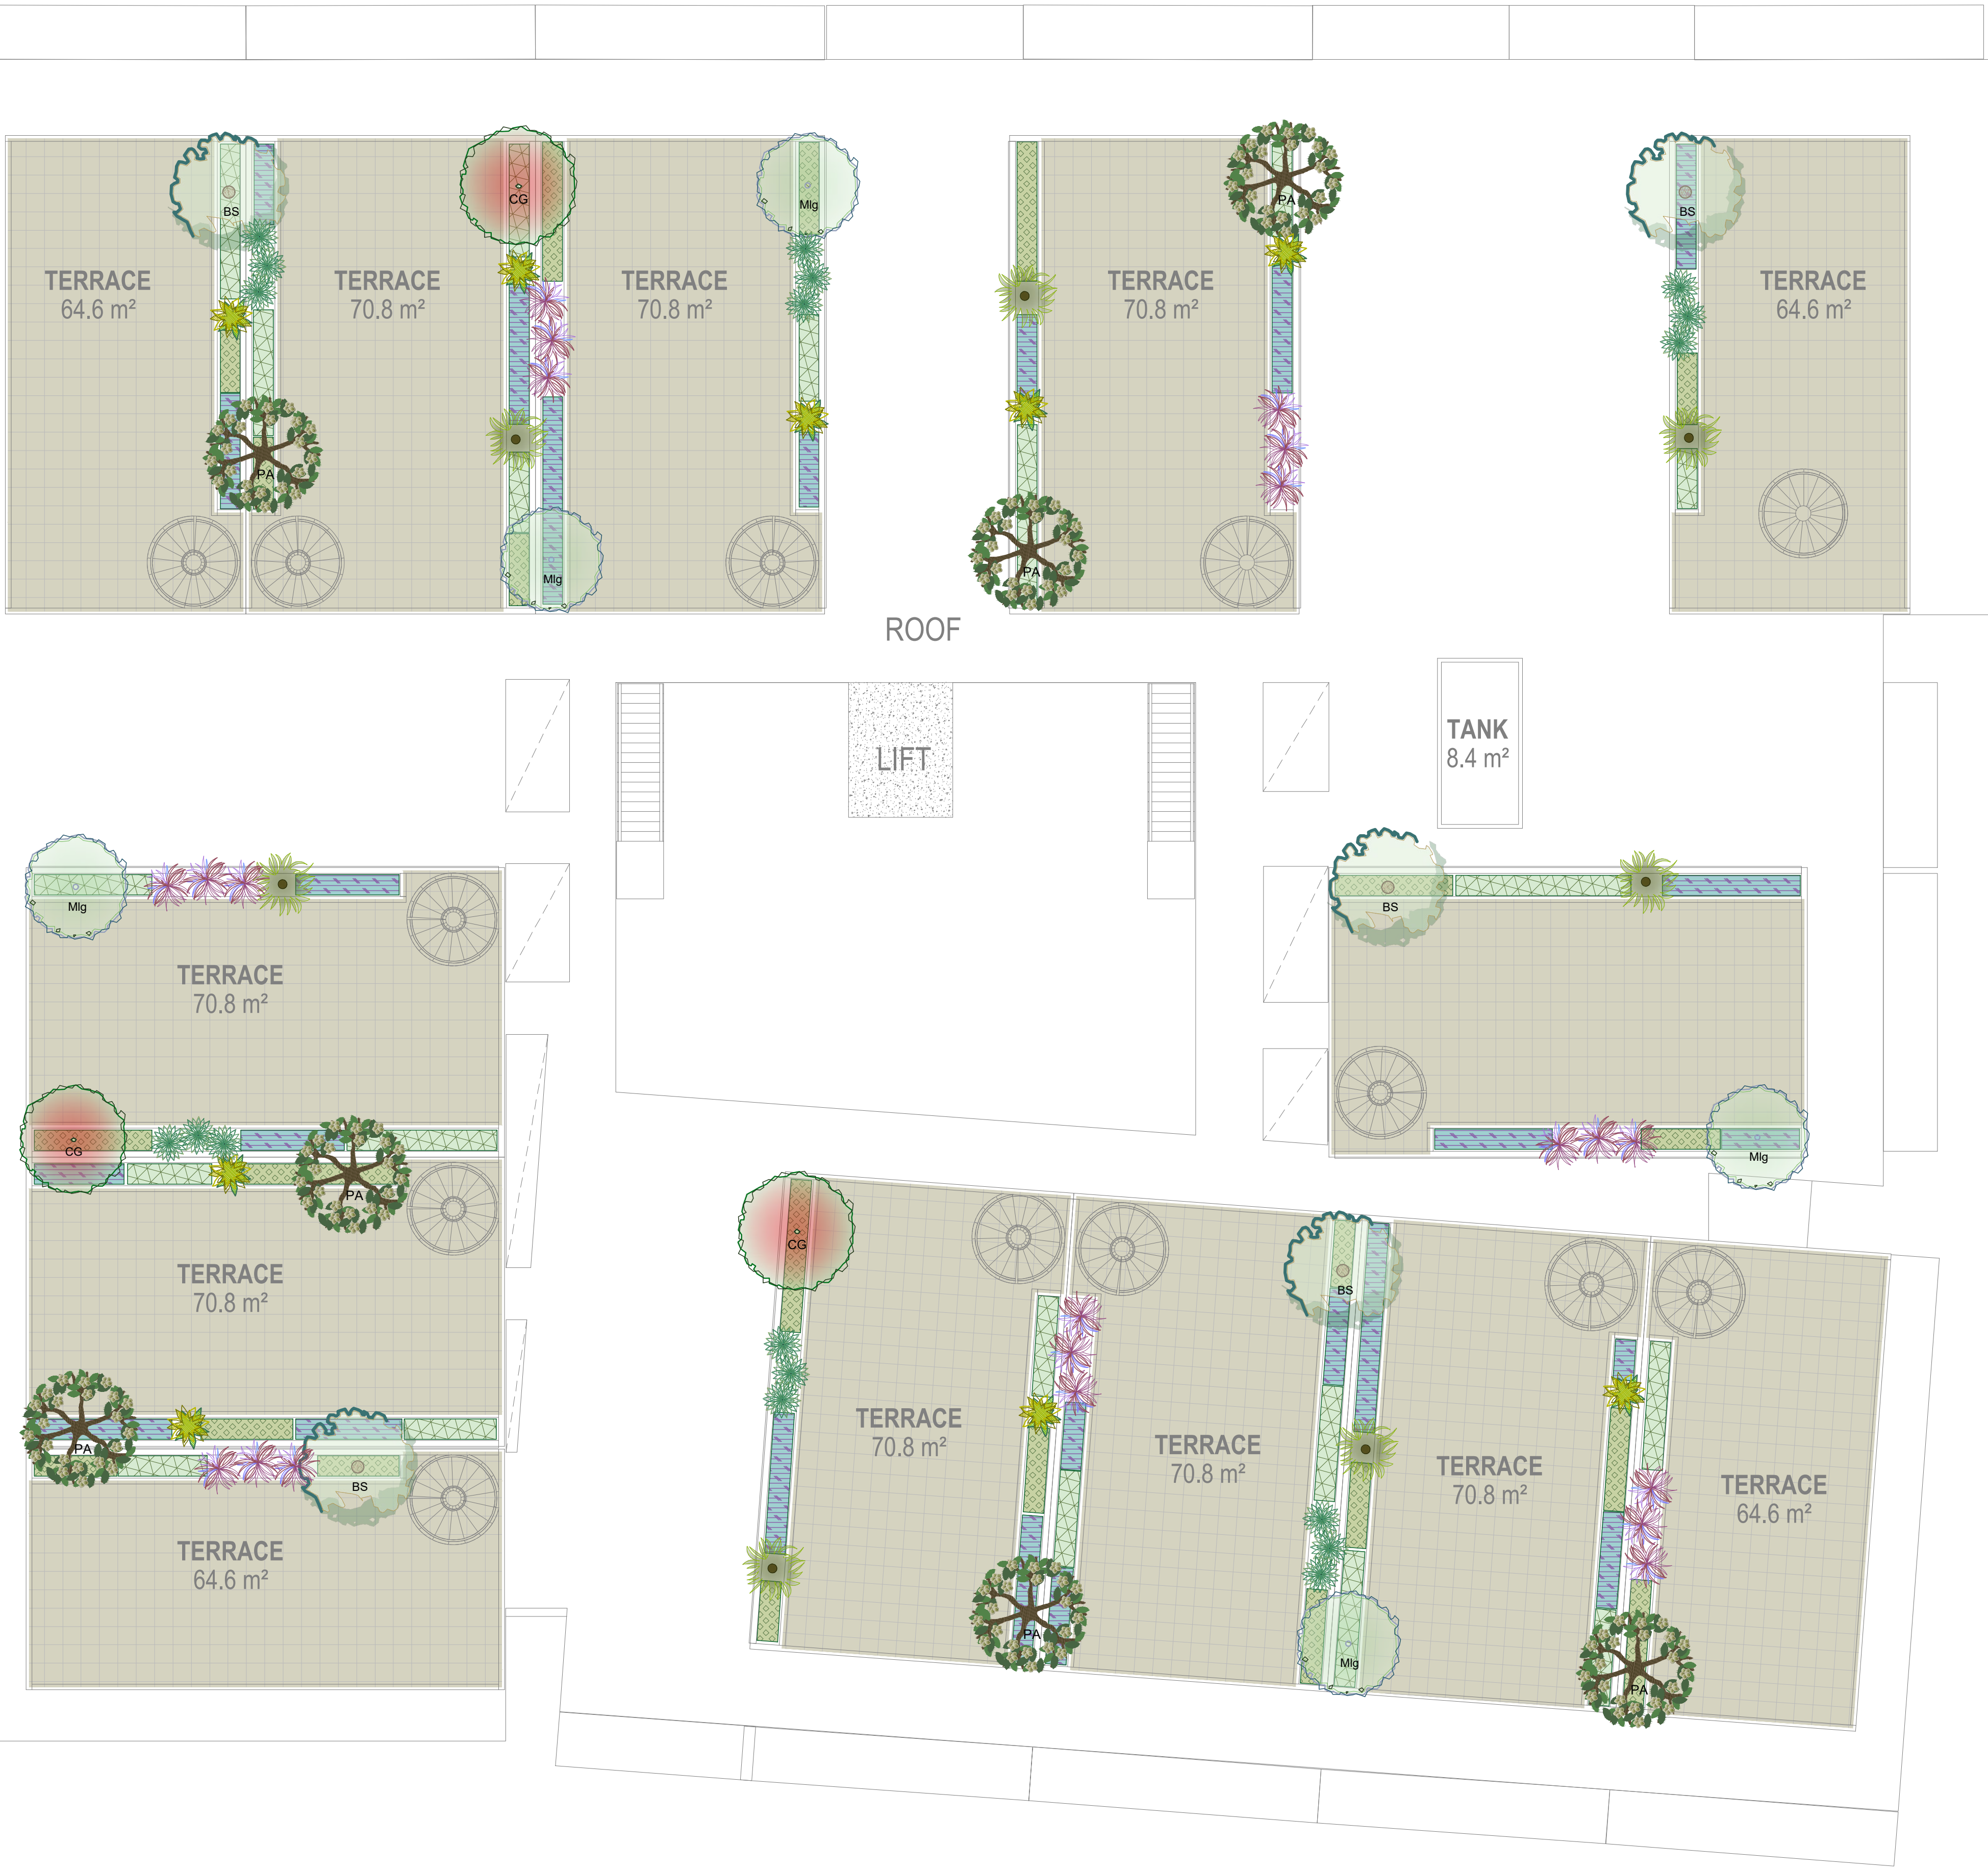 BS
CG
Mlg
PA
BS
TERRACE
64.6 m²
TERRACE
70.8 m²
TERRACE
70.8 m²
TERRACE
70.8 m²
TERRACE
64.6 m²
PA
Mlg
PA
ROOF
TANK
8.4 m²
LIFT
Mlg
BS
TERRACE
70.8 m²
CG
PA
Mlg
CG
TERRACE
70.8 m²
BS
TERRACE
70.8 m²
TERRACE
70.8 m²
TERRACE
70.8 m²
TERRACE
64.6 m²
PA
BS
TERRACE
64.6 m²
PA
Mlg
PA